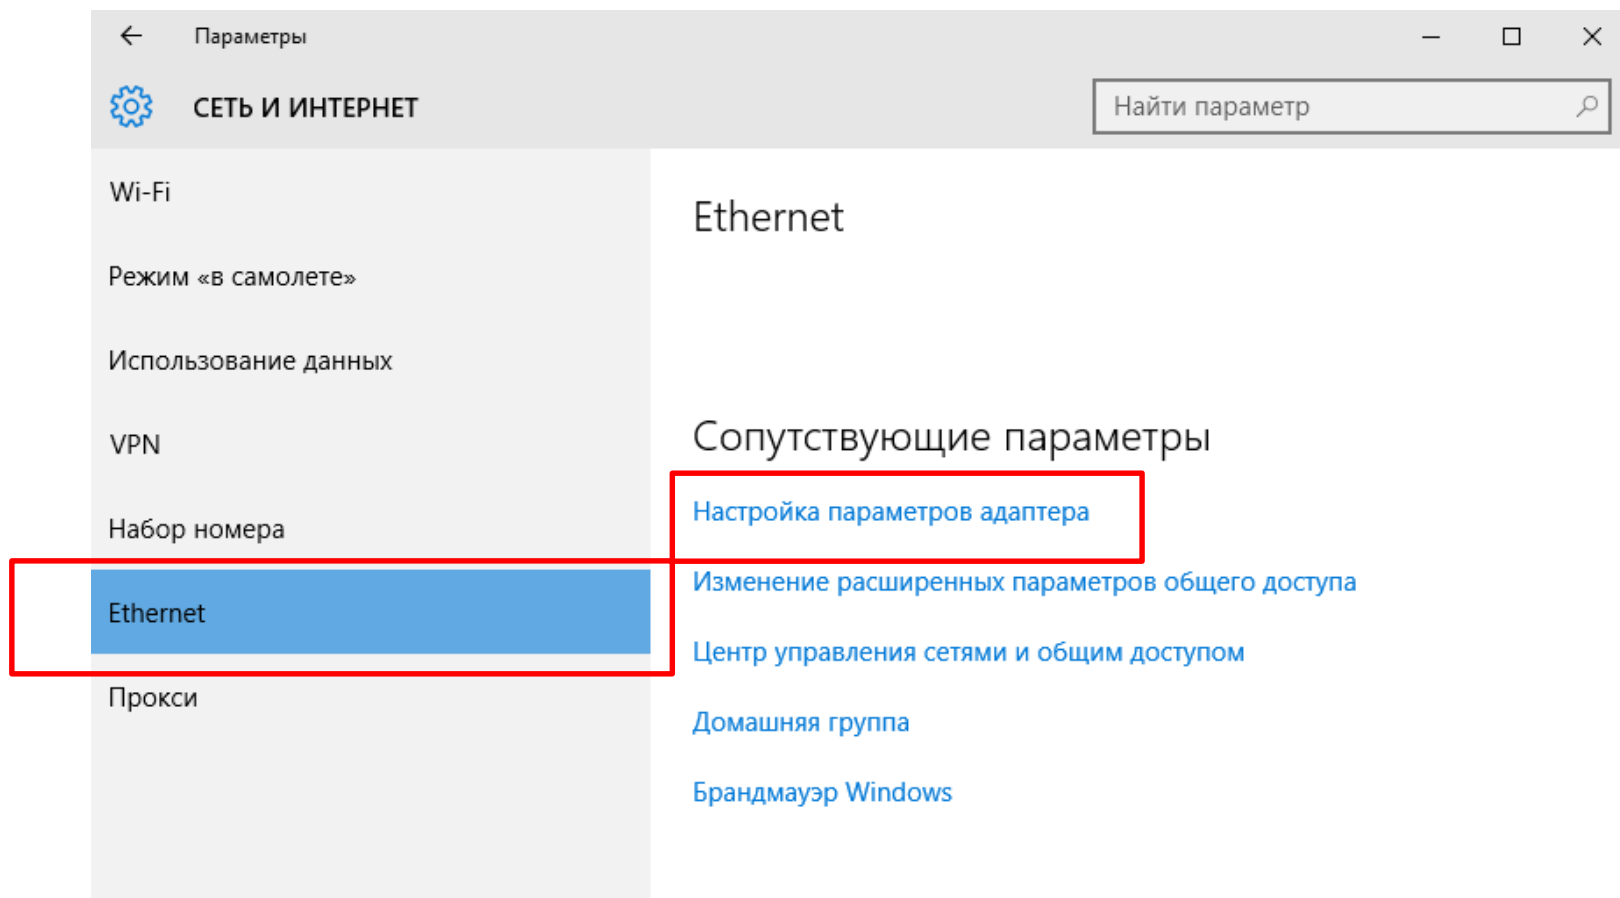 Параметры
СЕТЬ И ИНТЕРНЕТ
Найти параметр
Wi-Fi
Режим «в самолете»
Использование данных
VPN
Набор номера
Ethernet
Прокси
Ethernet
Сопутствующие параметры
Настройка параметров адаптера
Изменение расширенных параметров общего доступа
Центр управления сетями и общим доступом
Домашняя группа
Брандмауэр Windows